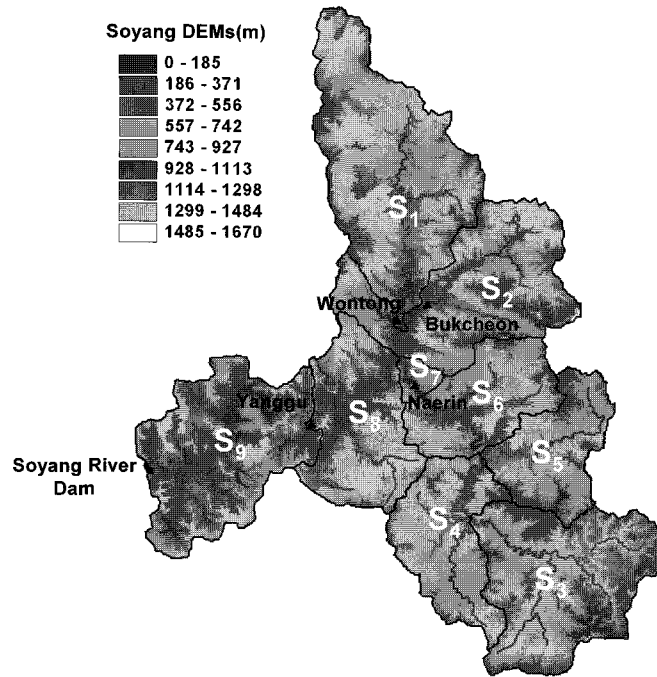 Soyang DEMs(m)
0 - 185
186 - 371
372 - 556
557 - 742
743 - 927
928 - 1113
1114 - 1298
1299 - 1484
1485 - 1670
S1
S2
Wontong
Bukcheon
S7
S6
Yanggu
Naerin
S8
S9
S5
Soyang River
Dam
S4
S3